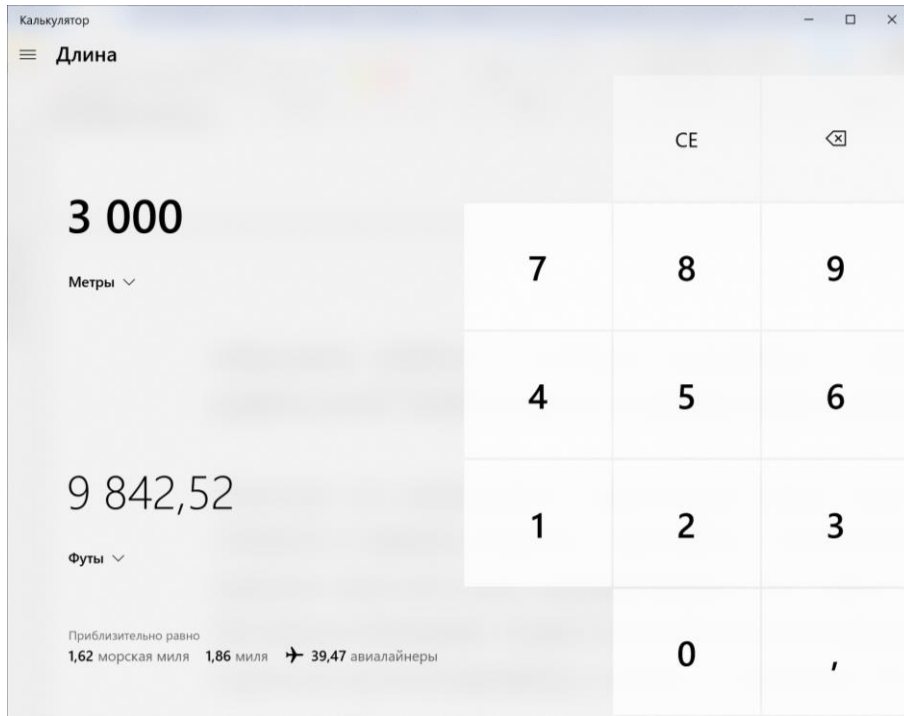 Калькулятор
Длина
CE
3 000
Метры
7 8 9
4 5 6
9 842,52
Футы
1 2 3
Приблизительно равно
1,62 морская миля 1,86 миля 39,47 авиалайнеры
0 ,